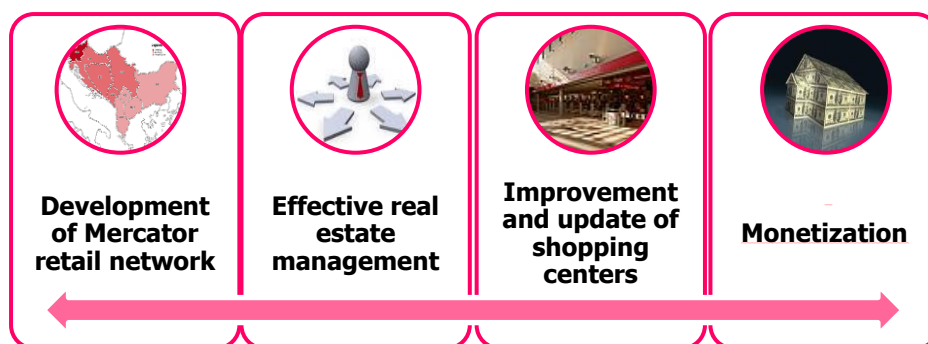 Development
of Mercator
retail network
Effective real
estate
management
Improvement
and update of
shopping
centers
Monetization